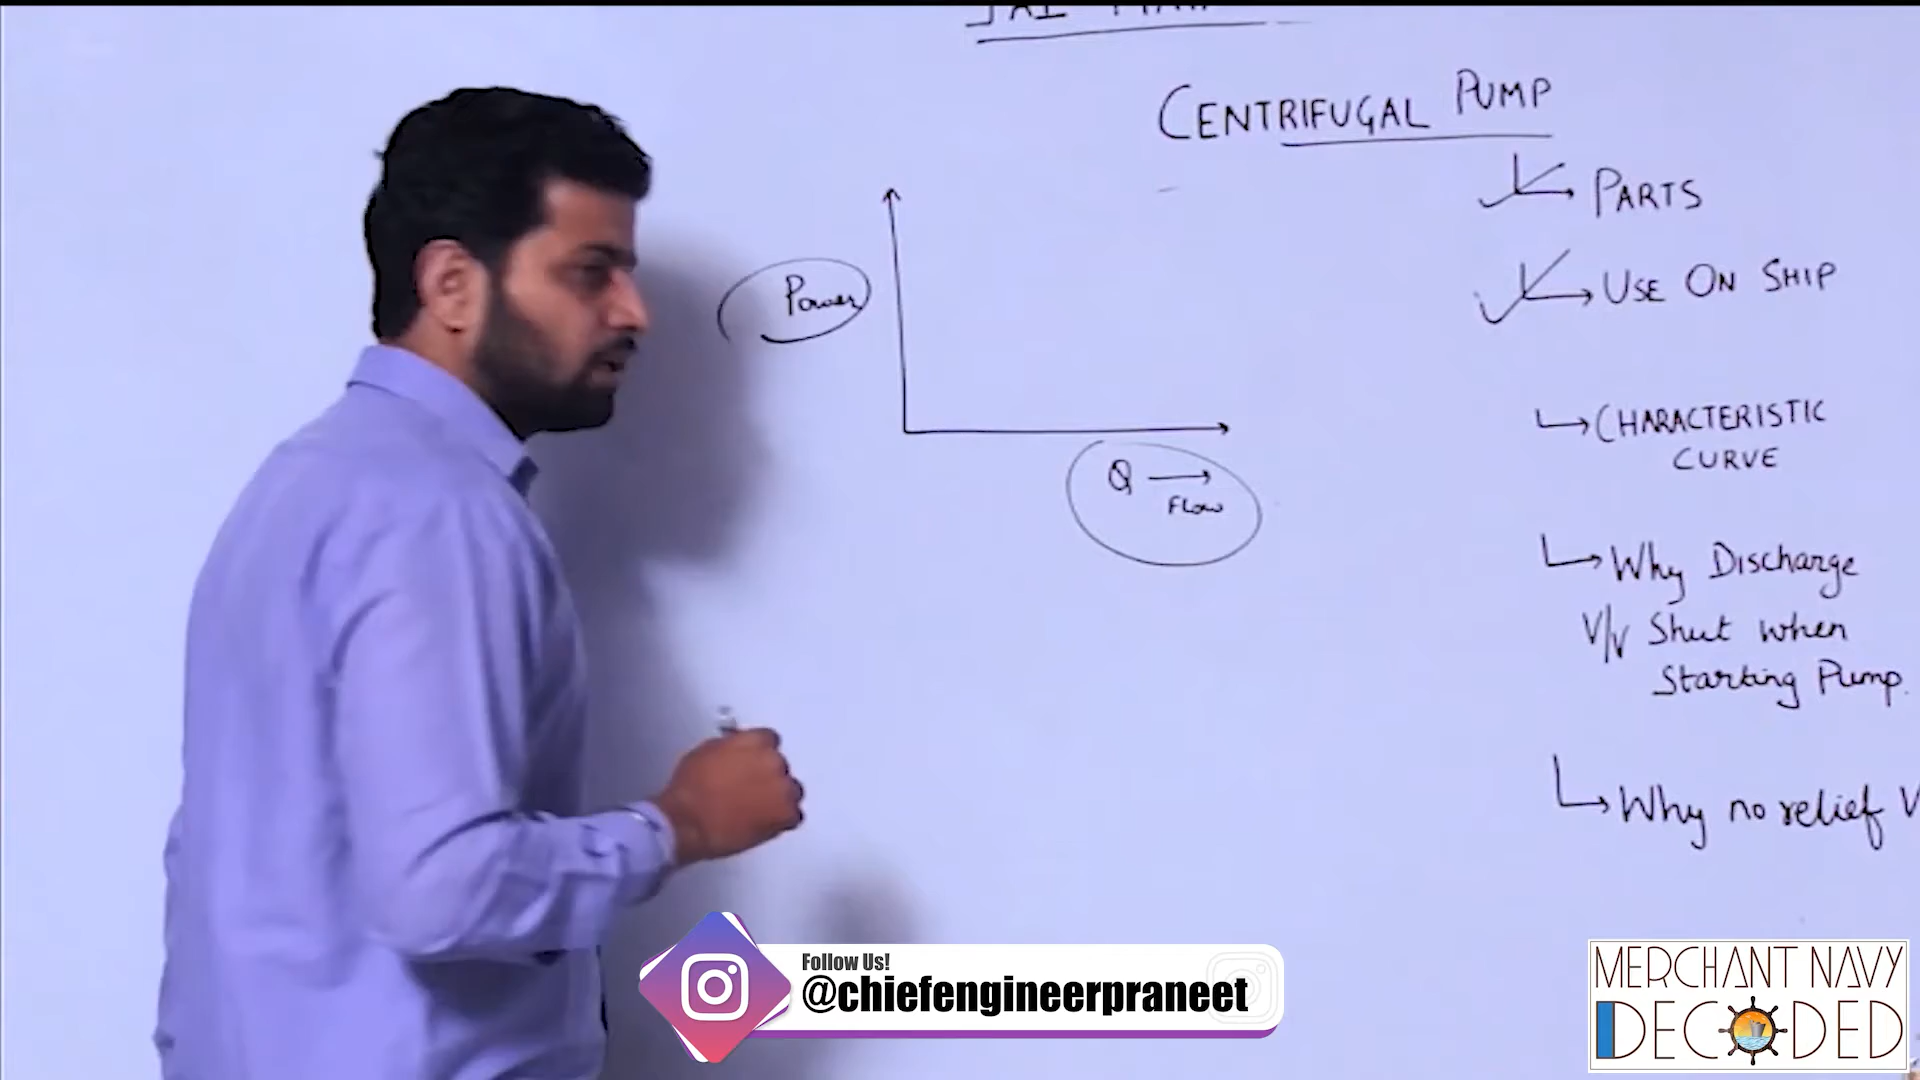 CENTRIFUGAL PUMP
PARTS
USE ON SHIP
Power
CHARACTERISTIC
CURVE
Q
Flow
Why Discharge
V/V Shut when
Starting Pump.
Why no relief V
Follow Us!
@chiefengineerpraneet
MERCHANT NAVY
DECODED